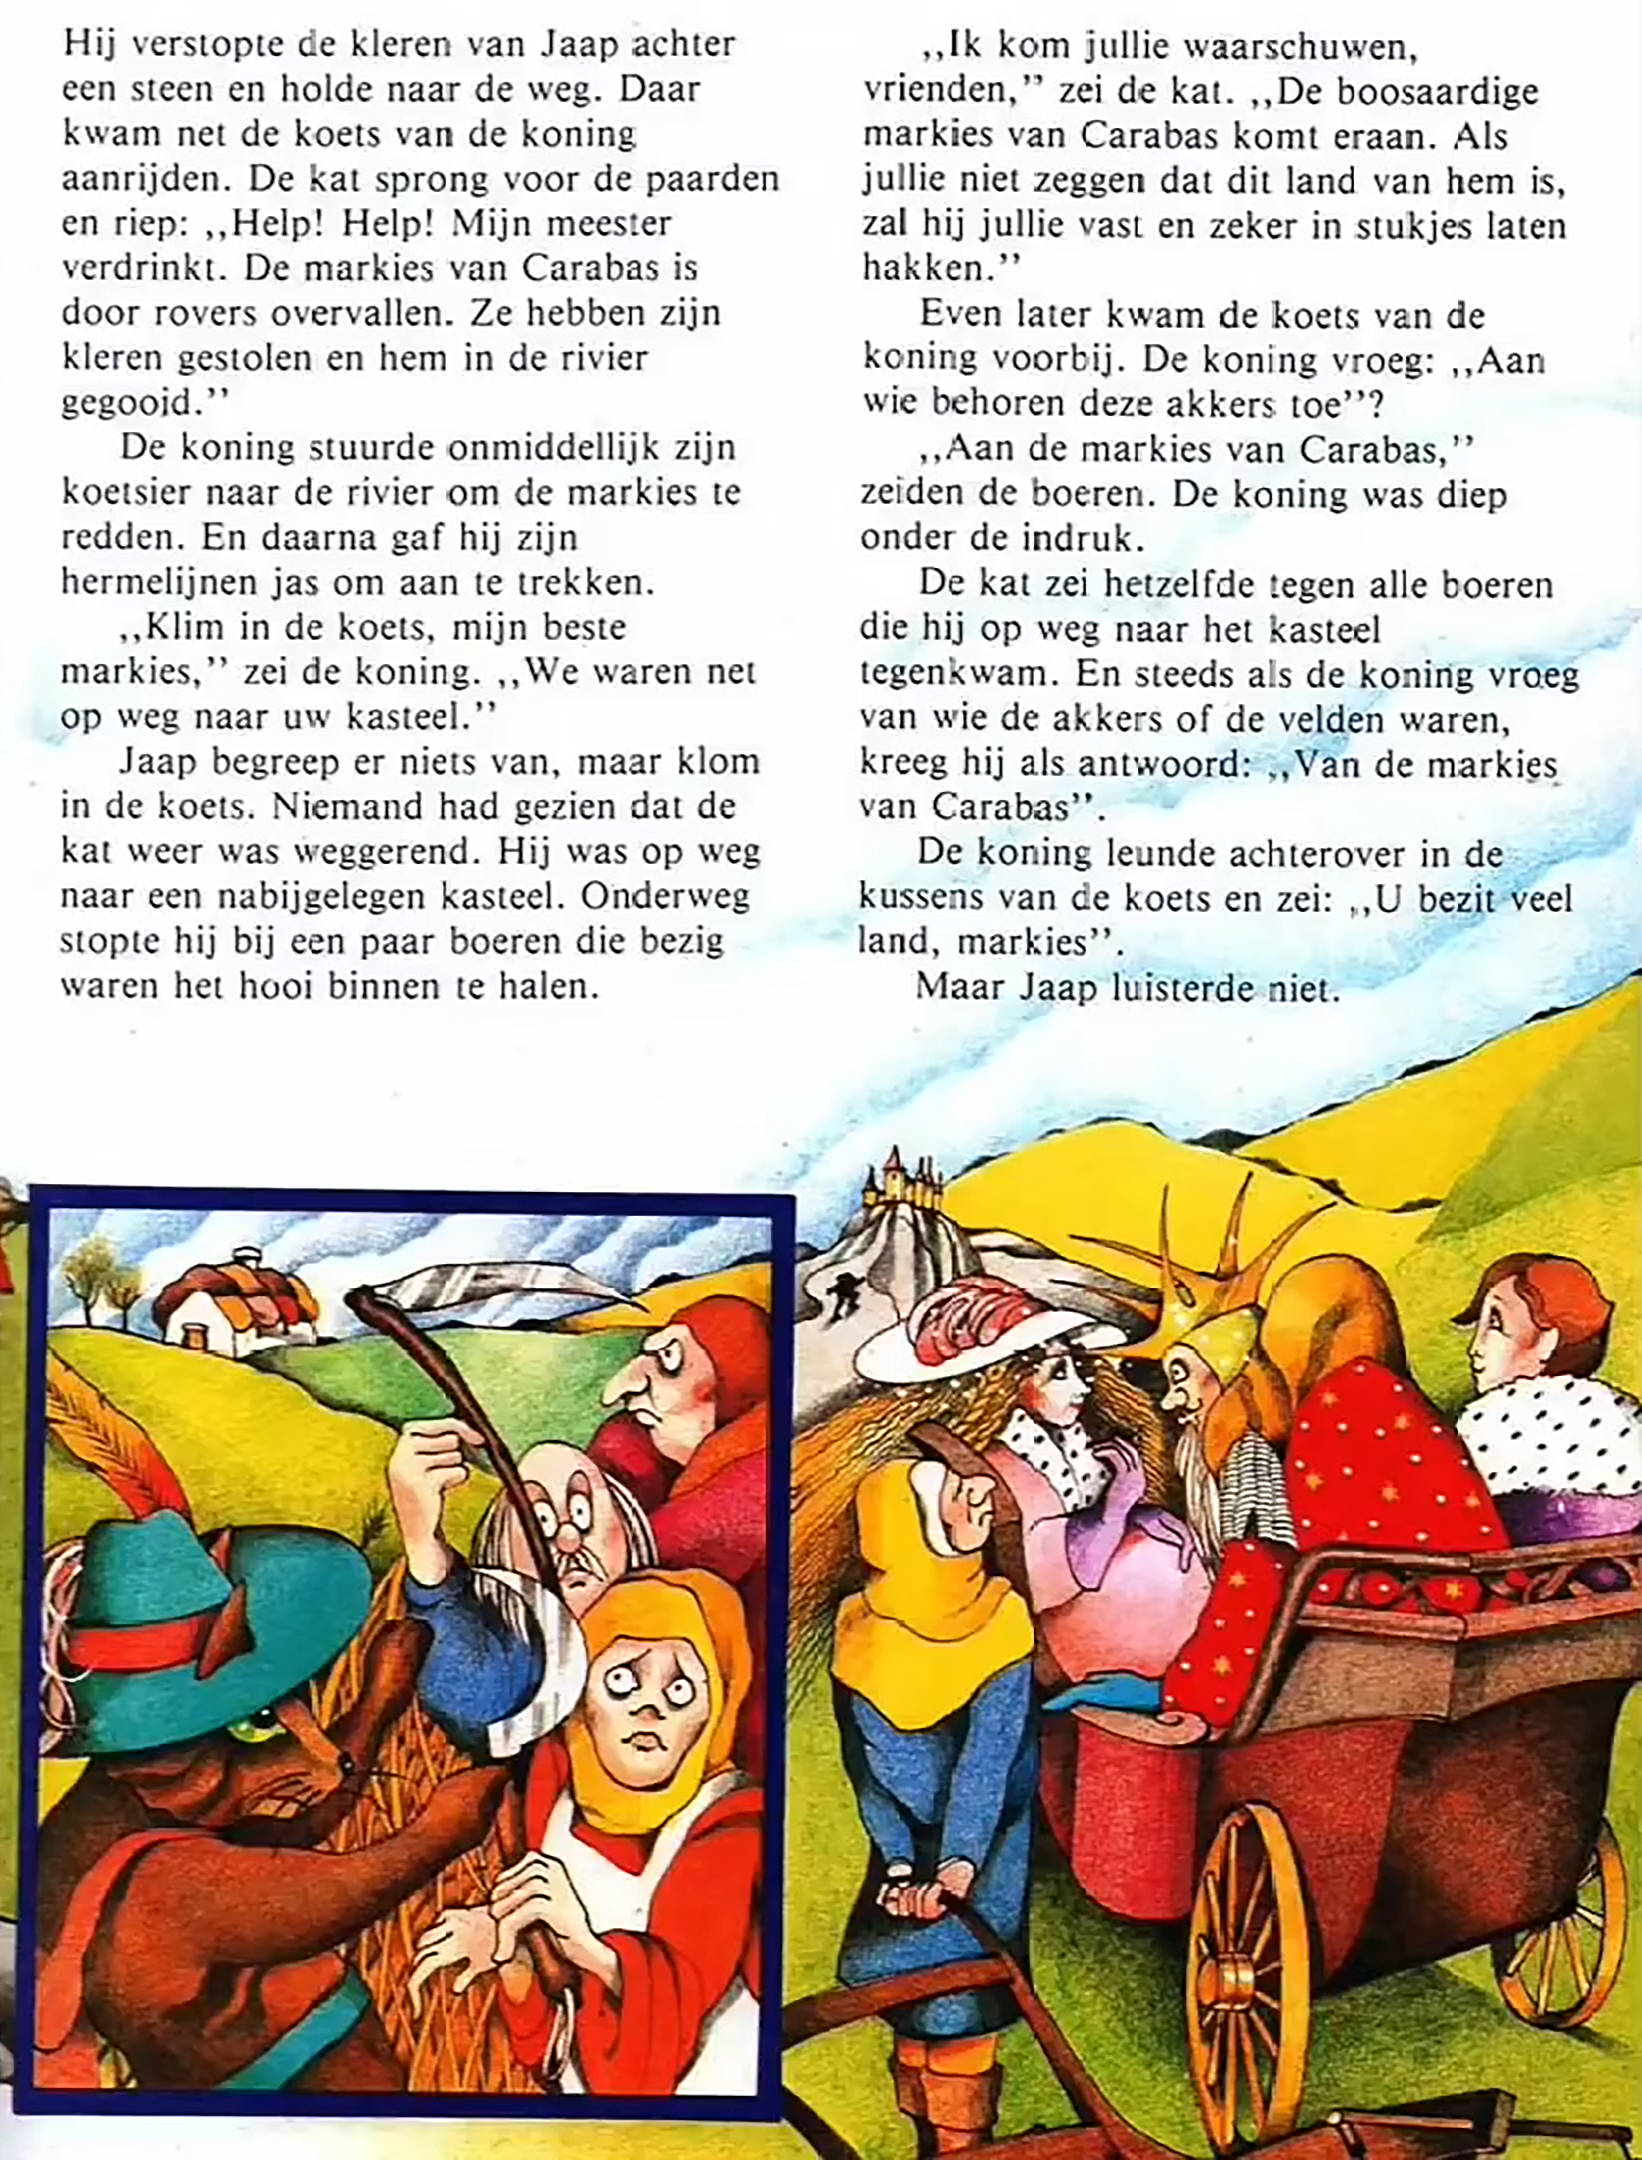 Hij verstopte de kleren van Jaap achter
een steen en holde naar de weg. Daar
kwam net de koets van de koning
aanrijden. De kat sprong voor de paarden
en riep: ,,Help! Help! Mijn meester
verdrinkt. De markies van Carabas is
door rovers overvallen. Ze hebben zijn
kleren gestolen en hem in de rivier
gegooid.’’
De koning stuurde onmiddellijk zijn
koetsier naar de rivier om de markies te
redden. En daarna gaf hij zijn
hermelijnen jas om aan te trekken.
,,Klim in de koets, mijn beste
markies,’’ zei de koning. ,,We waren net
op weg naar uw kasteel.’’
Jaap begreep er niets van, maar klom
in de koets. Niemand had gezien dat de
kat weer was weggerend. Hij was op weg
naar een nabijgelegen kasteel. Onderweg
stopte hij bij een paar boeren die bezig
waren het hooi binnen te halen.
,,Ik kom jullie waarschuwen,
vrienden,’’ zei de kat. ,,De boosaardige
markies van Carabas komt eraan. Als
jullie niet zeggen dat dit land van hem is,
zal hij jullie vast en zeker in stukjes laten
hakken.’’
Even later kwam de koets van de
koning voorbij. De koning vroeg: ,,Aan
wie behoren deze akkers toe’’?
,,Aan de markies van Carabas,’’
zeiden de boeren. De koning was diep
onder de indruk.
De kat zei hetzelfde tegen alle boeren
die hij op weg naar het kasteel
tegenkwam. En steeds als de koning vroeg
van wie de akkers of de velden waren,
kreeg hij als antwoord: ,,Van de markies
van Carabas’’.
De koning leunde achterover in de
kussens van de koets en zei: ,,U bezit veel
land, markies’’.
Maar Jaap luisterde niet.